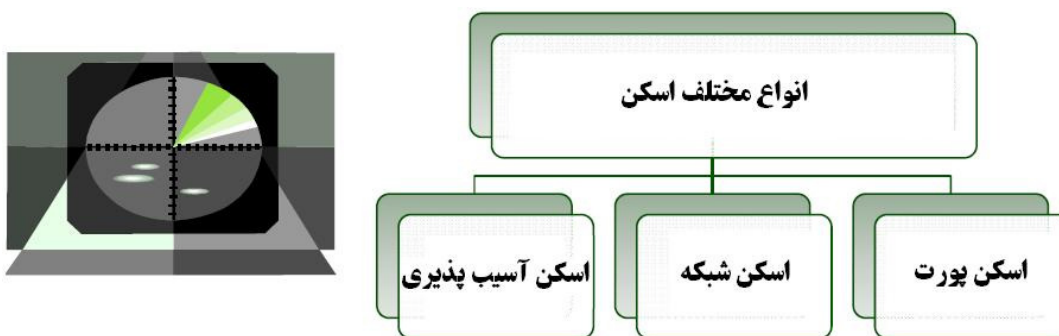 انواع مختلف اسکن
اسکن پورت
اسکن شبکه
اسکن آسیب پذیری